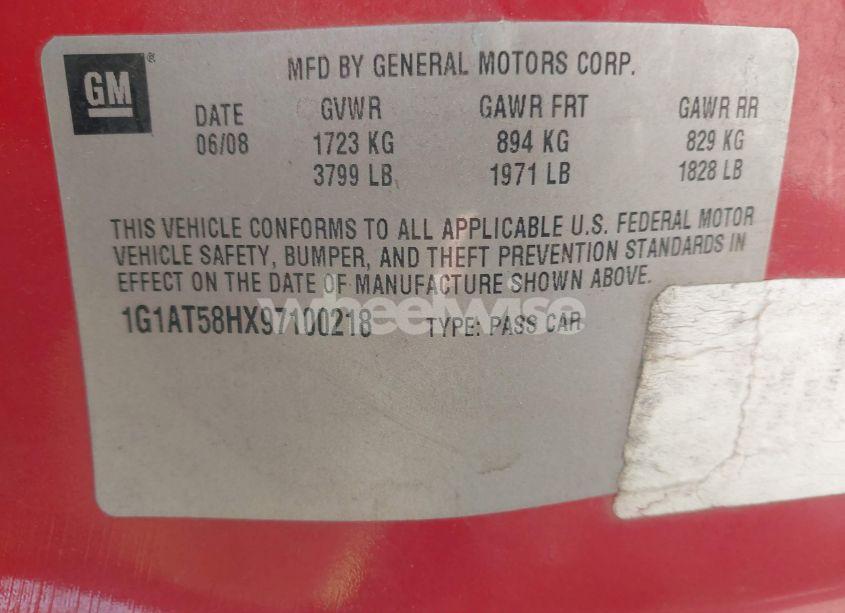 GM
MFD BY GENERAL MOTORS CORP.
DATE GVWR GAWR FRT GAWR RR
06/08 1723 KG 894 KG 829 KG
3799 LB 1971 LB 1828 LB
THIS VEHICLE CONFORMS TO ALL APPLICABLE U.S. FEDERAL MOTOR
VEHICLE SAFETY, BUMPER, AND THEFT PREVENTION STANDARDS IN
EFFECT ON THE DATE OF MANUFACTURE SHOWN ABOVE.
1G1AT58HX97100218 TYPE: PASS CAR
wheelwise